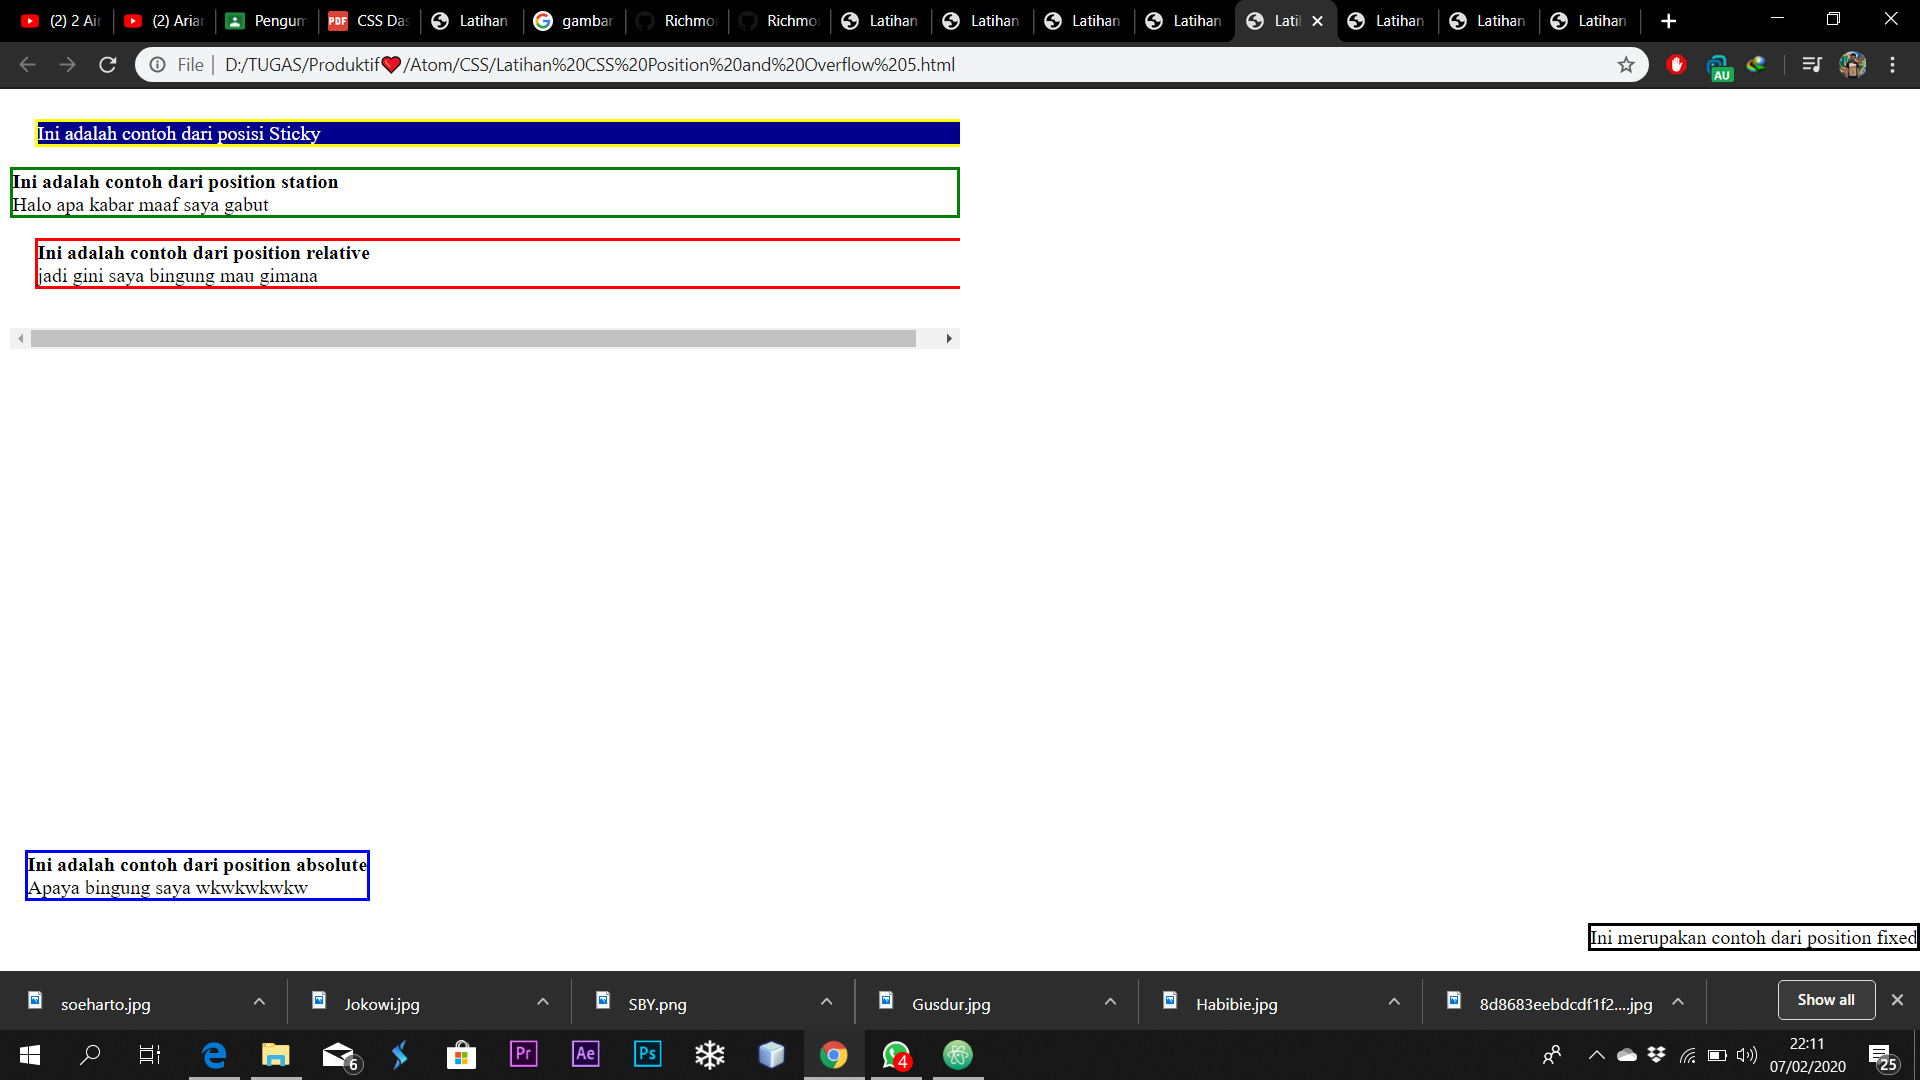 (2) 2 Air
(2) Ariar
Pengum
PDF CSS Das
Latihan
gambar
Richmo
Richmo
Latihan
Latihan
Latihan
Latihan
Lati
Latihan
Latihan
Latihan
File D:/TUGAS/Produktif❤/Atom/CSS/Latihan%20CSS%20Position%20and%20Overflow%205.html
AU
Ini adalah contoh dari posisi Sticky
Ini adalah contoh dari position station
Halo apa kabar maaf saya gabut
Ini adalah contoh dari position relative
jadi gini saya bingung mau gimana
Ini adalah contoh dari position absolute
Apaya bingung saya wkwkwkwkw
Ini merupakan contoh dari position fixed
soeharto.jpg
Jokowi.jpg
SBY.png
Gusdur.jpg
Habibie.jpg
8d8683eebdcdf1f2....jpg
Show all
6
Pr
Ae
Ps
4
22:11
07/02/2020
25